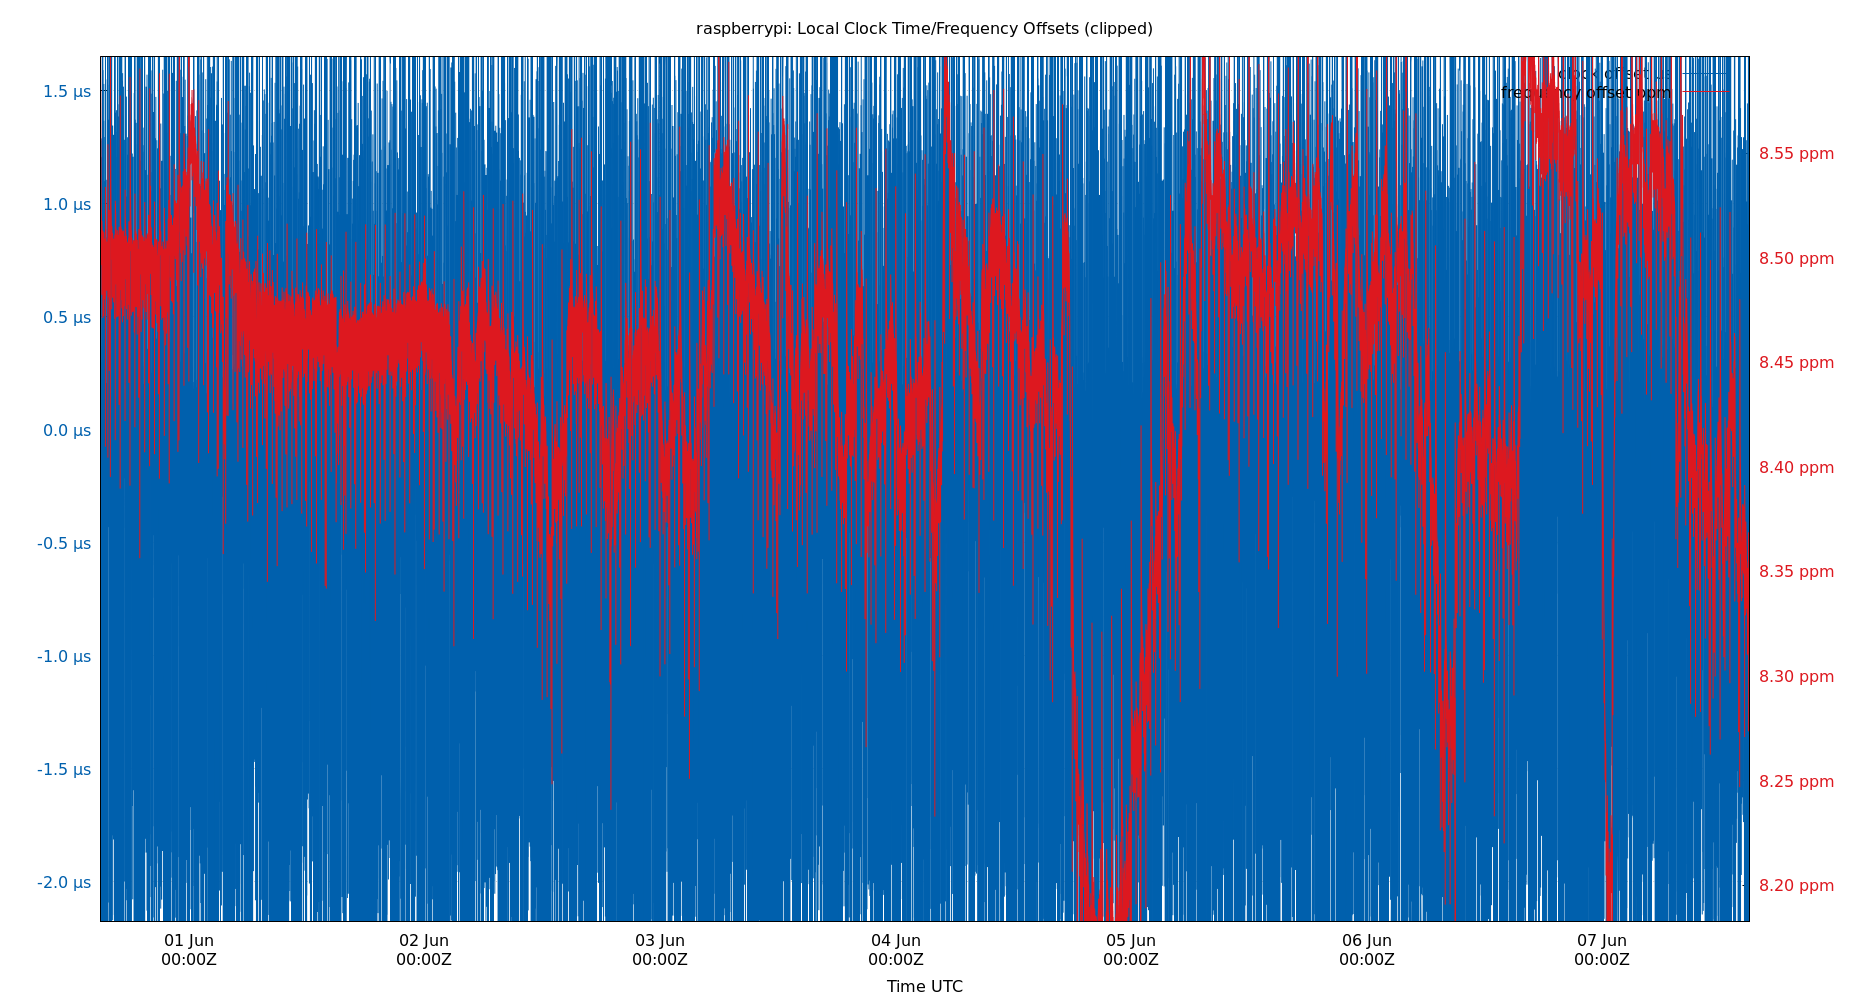 raspberrypi: Local Clock Time/Frequency Offsets (clipped)
clock offset
frequency offset ppm
1.5 µs
1.0 µs
0.5 µs
0.0 µs
-0.5 µs
-1.0 µs
-1.5 µs
-2.0 µs
8.55 ppm
8.50 ppm
8.45 ppm
8.40 ppm
8.35 ppm
8.30 ppm
8.25 ppm
8.20 ppm
01 Jun
00:00Z
02 Jun
00:00Z
03 Jun
00:00Z
04 Jun
00:00Z
05 Jun
00:00Z
06 Jun
00:00Z
07 Jun
00:00Z
Time UTC